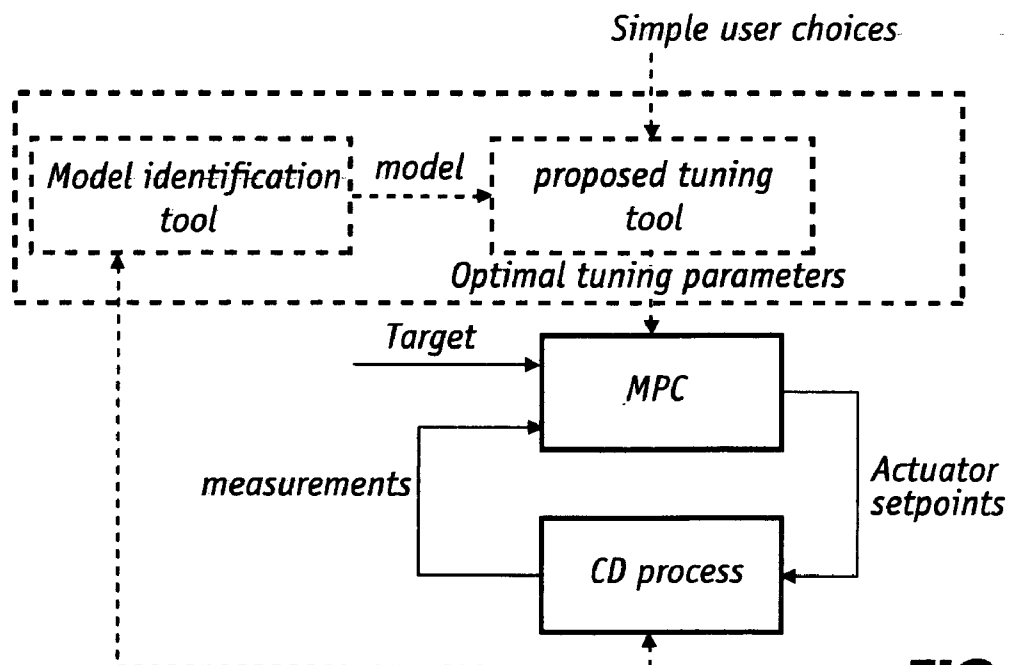 Simple user choices
Model identification
tool
model
proposed tuning
tool
Optimal tuning parameters
Target
MPC
measurements
Actuator
setpoints
CD process
FIG